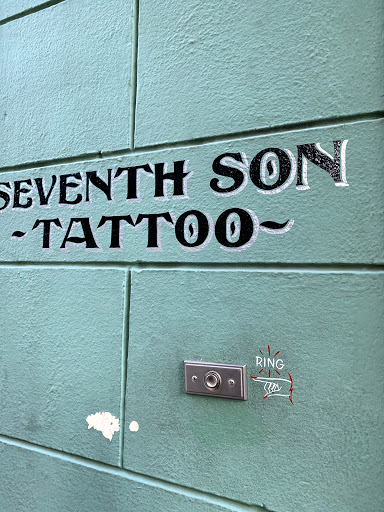 SEVENTH SON
~TATTOO~
RING